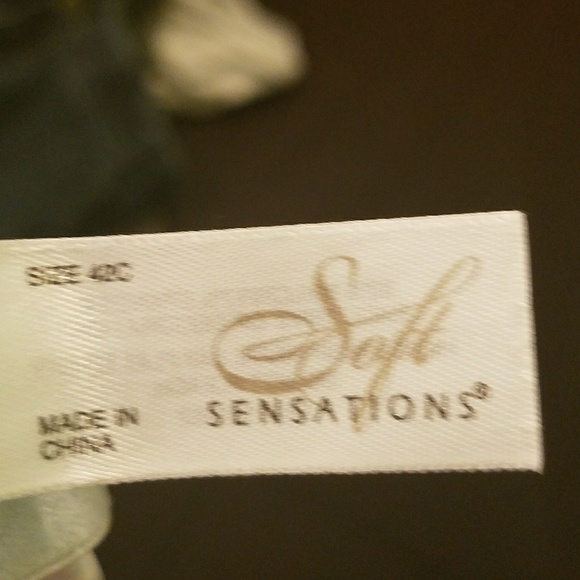 SIZE 42C
Soft
SENSATIONS®
MADE IN
CHINA